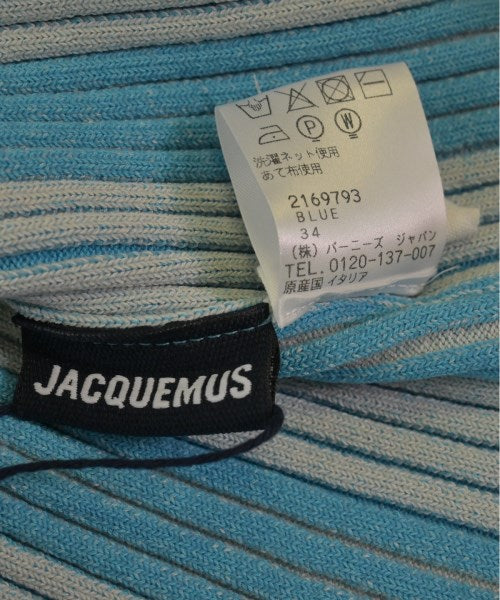 P W
洗濯ネット使用
あて布使用
2169793
BLUE
34
(株) バーニーズ ジャパン
TEL. 0120-137-007
原産国 イタリア
JACQUEMUS